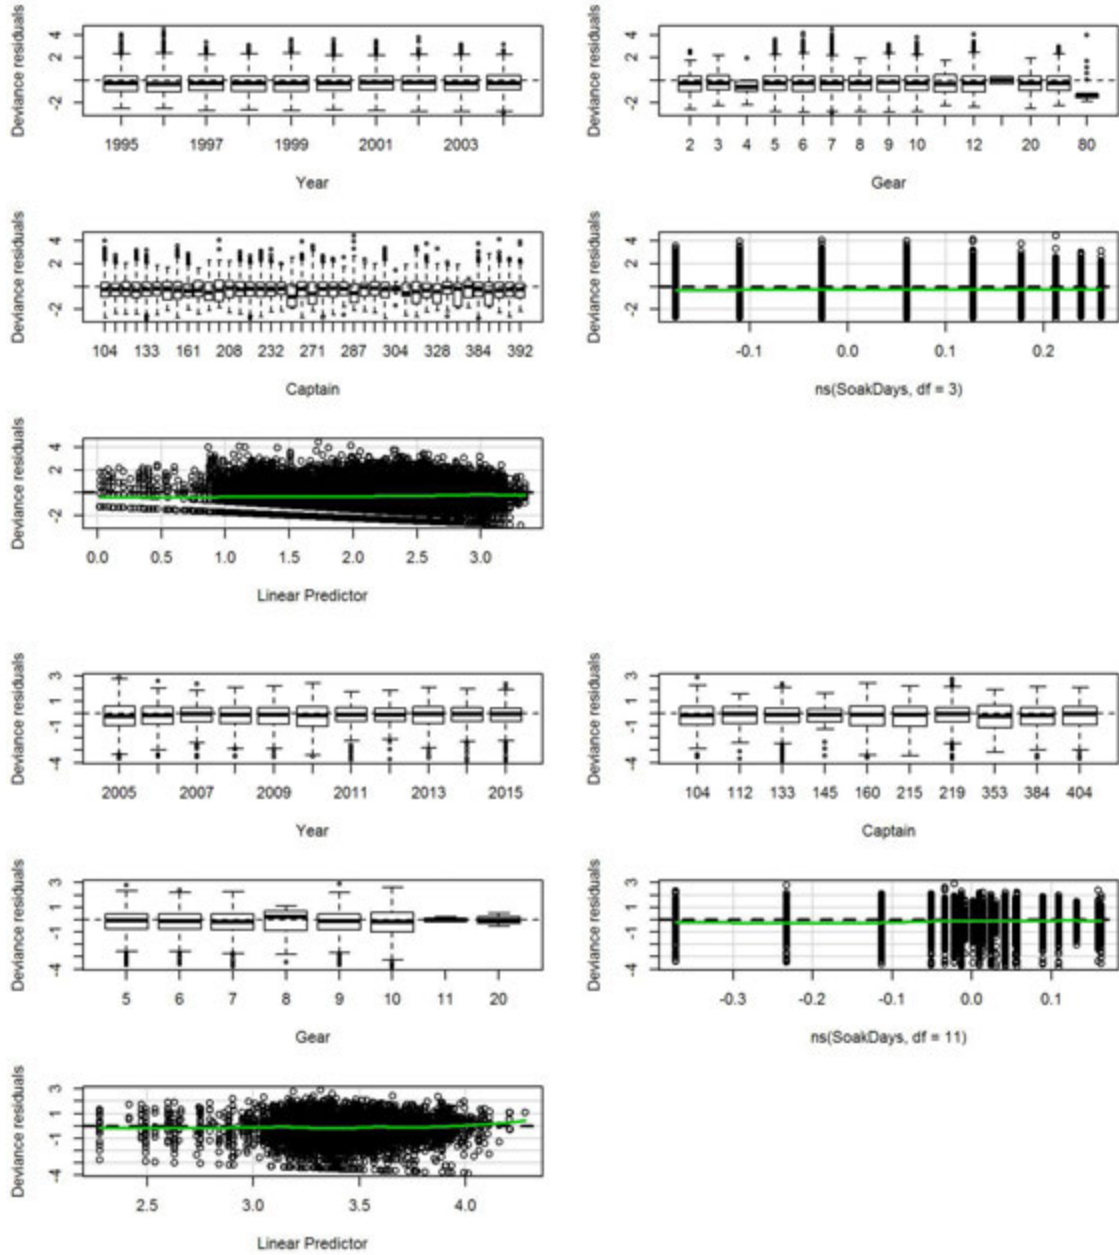 Deviance residuals
4
2
-2
1995 1997 1999 2001 2003
Year
Deviance residuals
4
2
-2
2 3 4 5 6 7 8 9 10 12 20 80
Gear
Deviance residuals
4
2
-2
104 133 161 208 232 271 287 304 328 384 392
Captain
Deviance residuals
4
2
-2
-0.1 0.0 0.1 0.2
ns(SoakDays, df = 3)
Deviance residuals
4
2
-2
0.0 0.5 1.0 1.5 2.0 2.5 3.0
Linear Predictor
Deviance residuals
3
1
-1
-4
2005 2007 2009 2011 2013 2015
Year
Deviance residuals
3
1
-1
-4
104 112 133 145 160 215 219 353 384 404
Captain
Deviance residuals
3
1
-1
-4
5 6 7 8 9 10 11 20
Gear
Deviance residuals
3
1
-1
-4
-0.3 -0.2 -0.1 0.0 0.1
ns(SoakDays, df = 11)
Deviance residuals
3
1
-1
-4
2.5 3.0 3.5 4.0
Linear Predictor